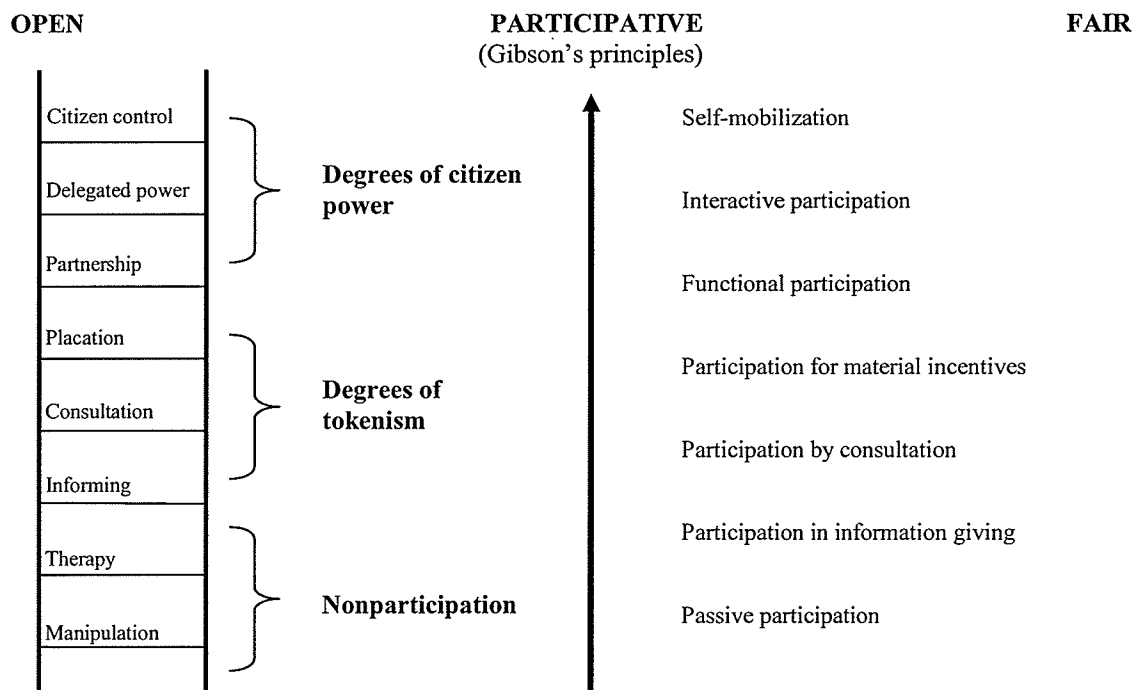 OPEN
PARTICIPATIVE
FAIR
(Gibson's principles)
Citizen control
Delegated power
Partnership
Placation
Consultation
Informing
Therapy
Manipulation
Degrees of citizen
power
Degrees of
tokenism
Nonparticipation
Self-mobilization
Interactive participation
Functional participation
Participation for material incentives
Participation by consultation
Participation in information giving
Passive participation